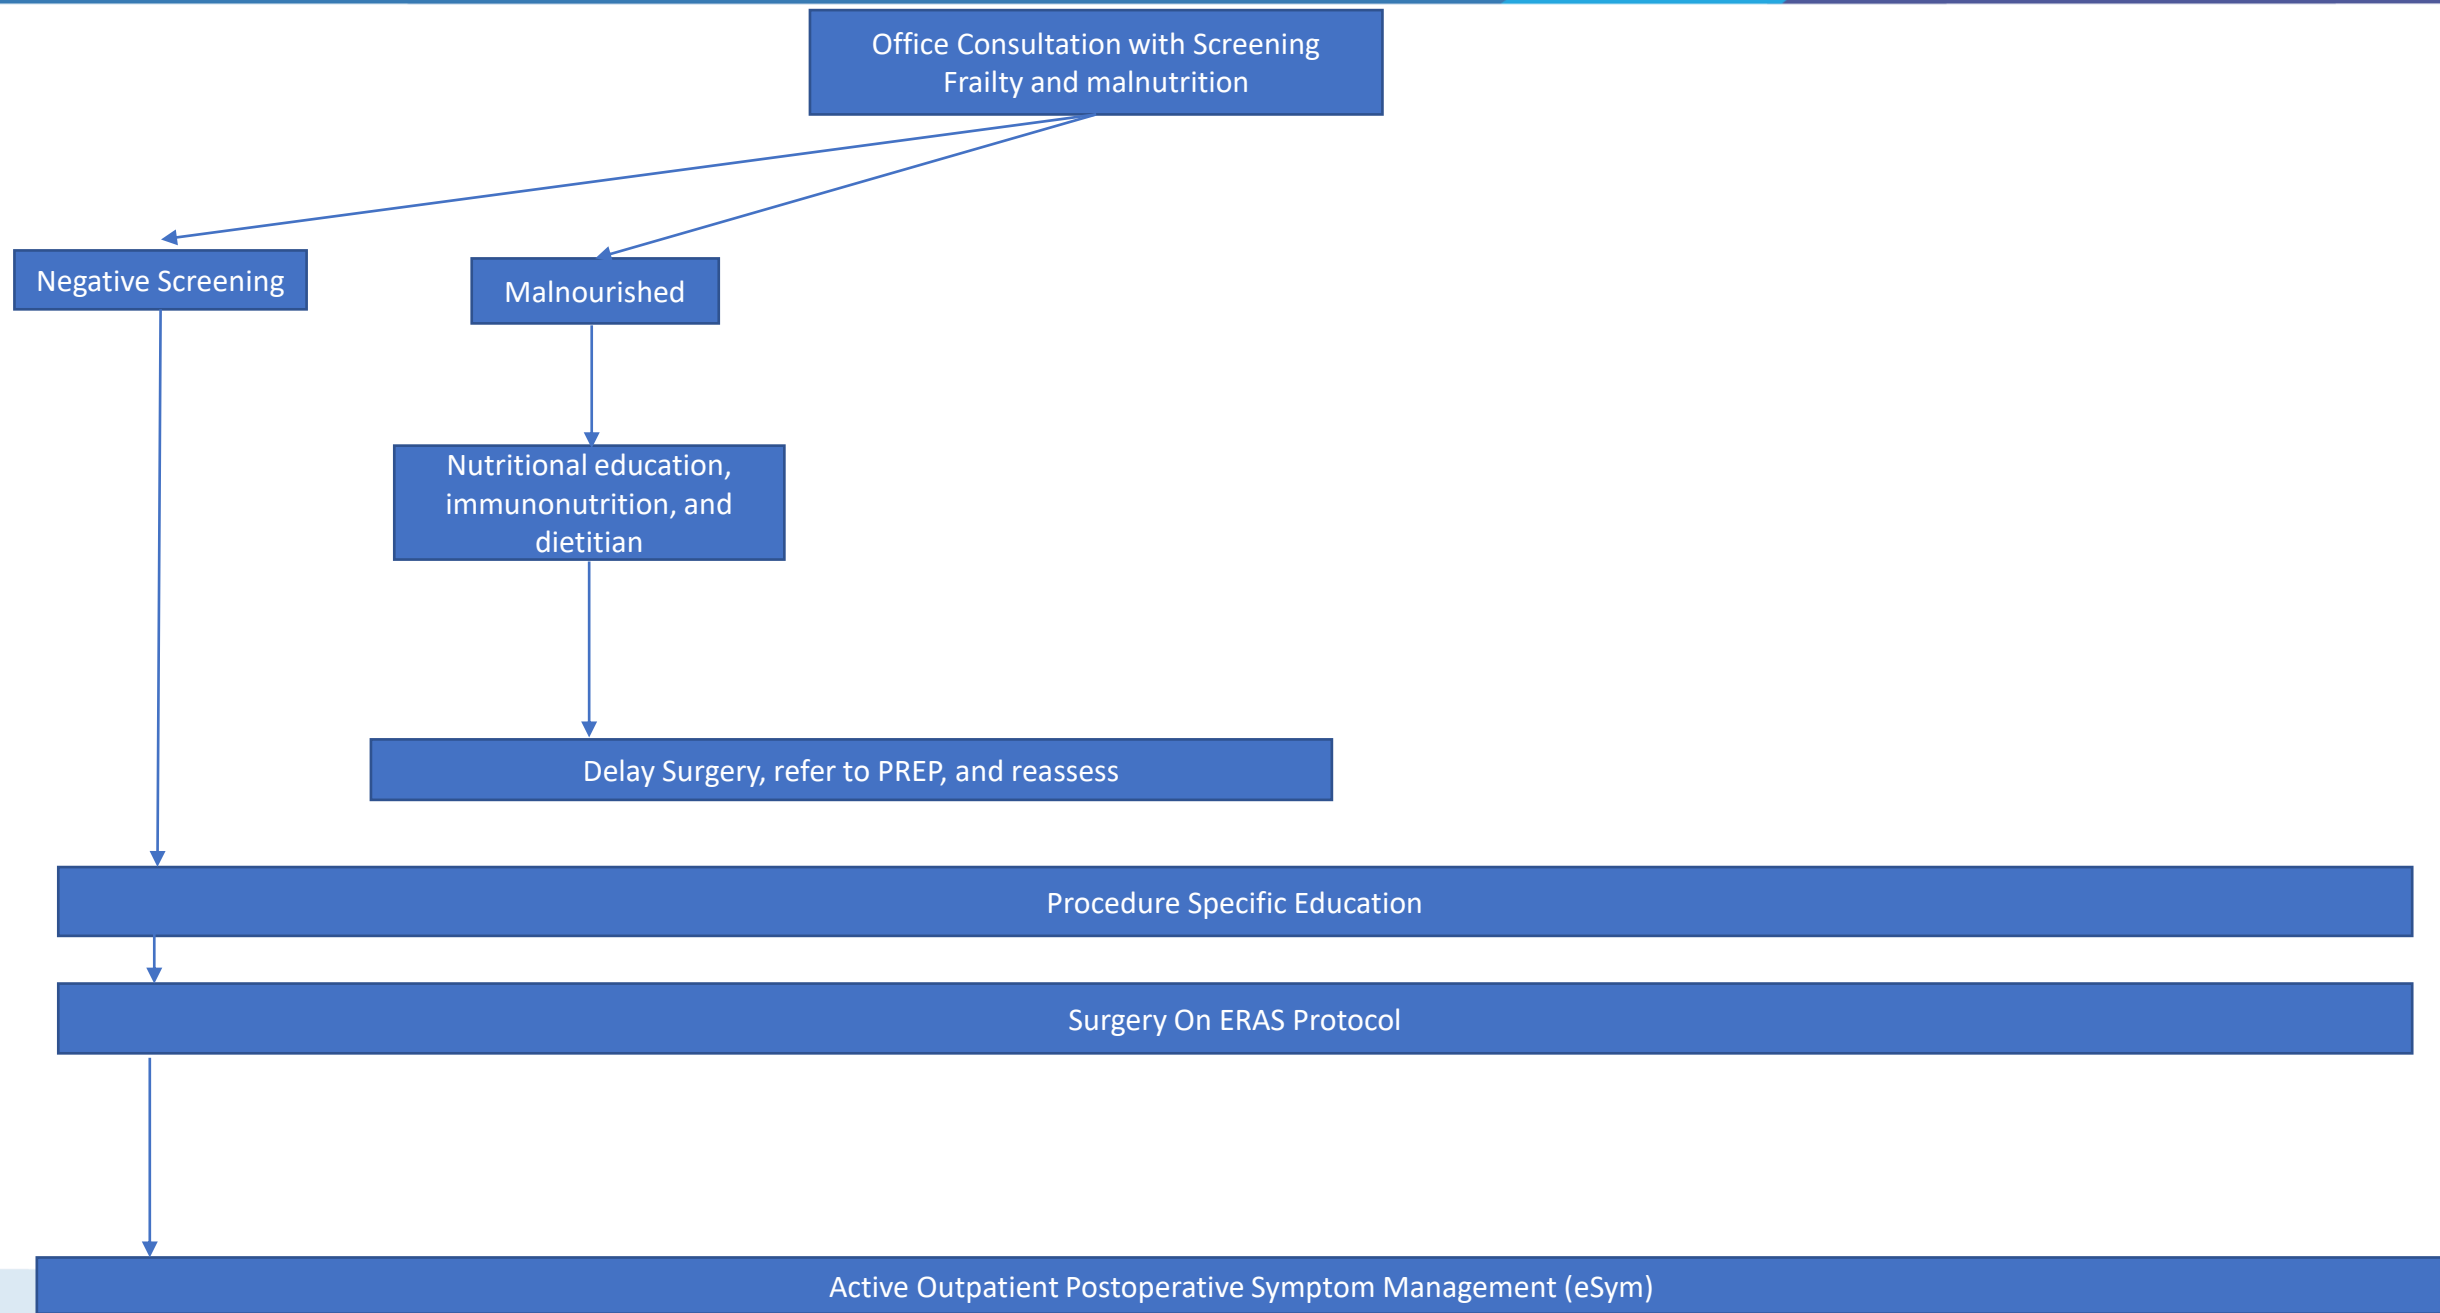 Office Consultation with Screening
Frailty and malnutrition
Negative Screening
Malnourished
Nutritional education,
immunonutrition, and
dietitian
Delay Surgery, refer to PREP, and reassess
Procedure Specific Education
Surgery On ERAS Protocol
Active Outpatient Postoperative Symptom Management (eSym)